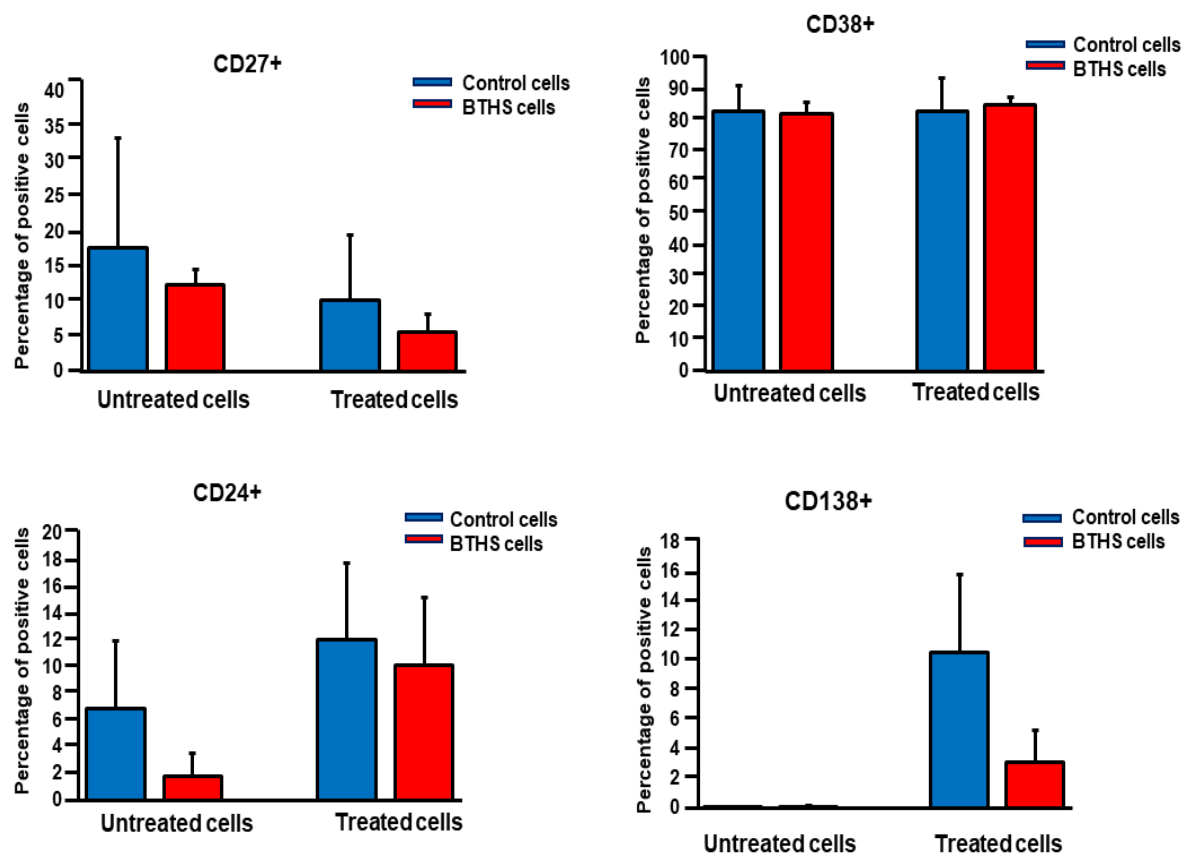 CD27+
Control cells
BTHS cells
Percentage of positive cells
40
35
30
25
20
15
10
5
0
Untreated cells
Treated cells
CD38+
Control cells
BTHS cells
Percentage of positive cells
100
90
80
70
60
50
40
30
20
10
0
Untreated cells
Treated cells
CD24+
Control cells
BTHS cells
Percentage of positive cells
20
18
16
14
12
10
8
6
4
2
0
Untreated cells
Treated cells
CD138+
Control cells
BTHS cells
Percentage of positive cells
18
16
14
12
10
8
6
4
2
0
Untreated cells
Treated cells